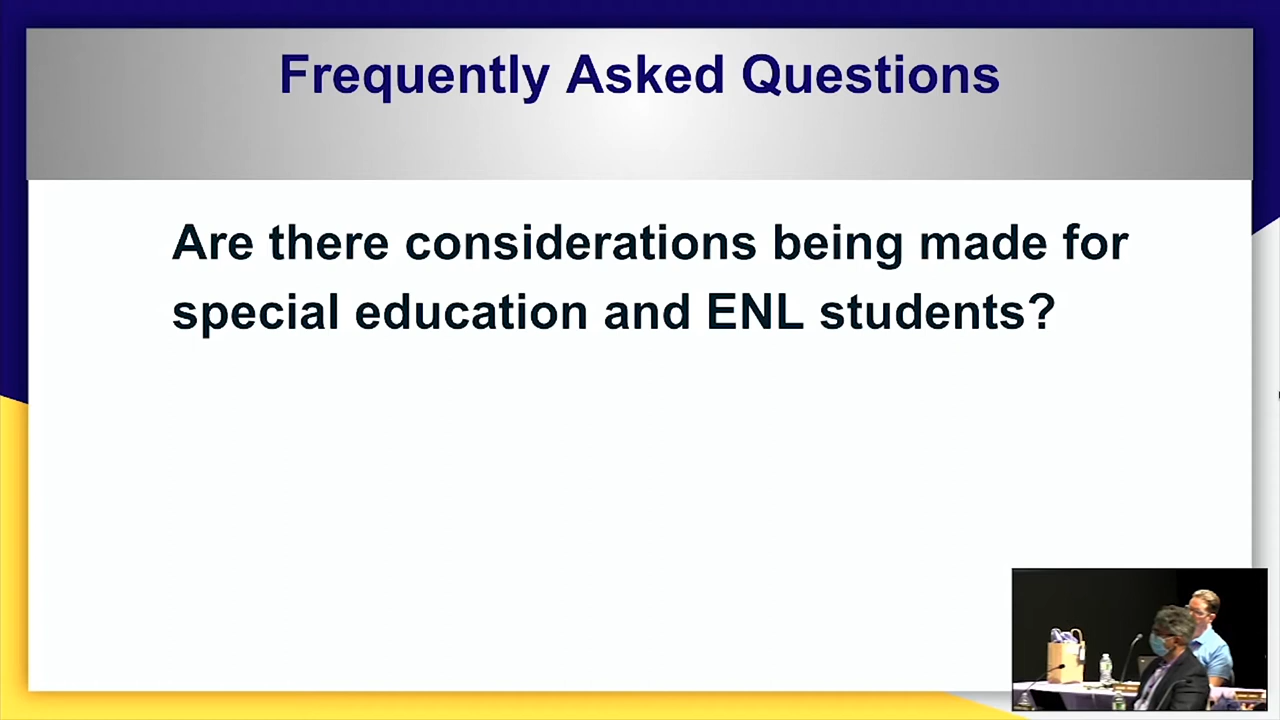 Frequently Asked Questions
Are there considerations being made for
special education and ENL students?